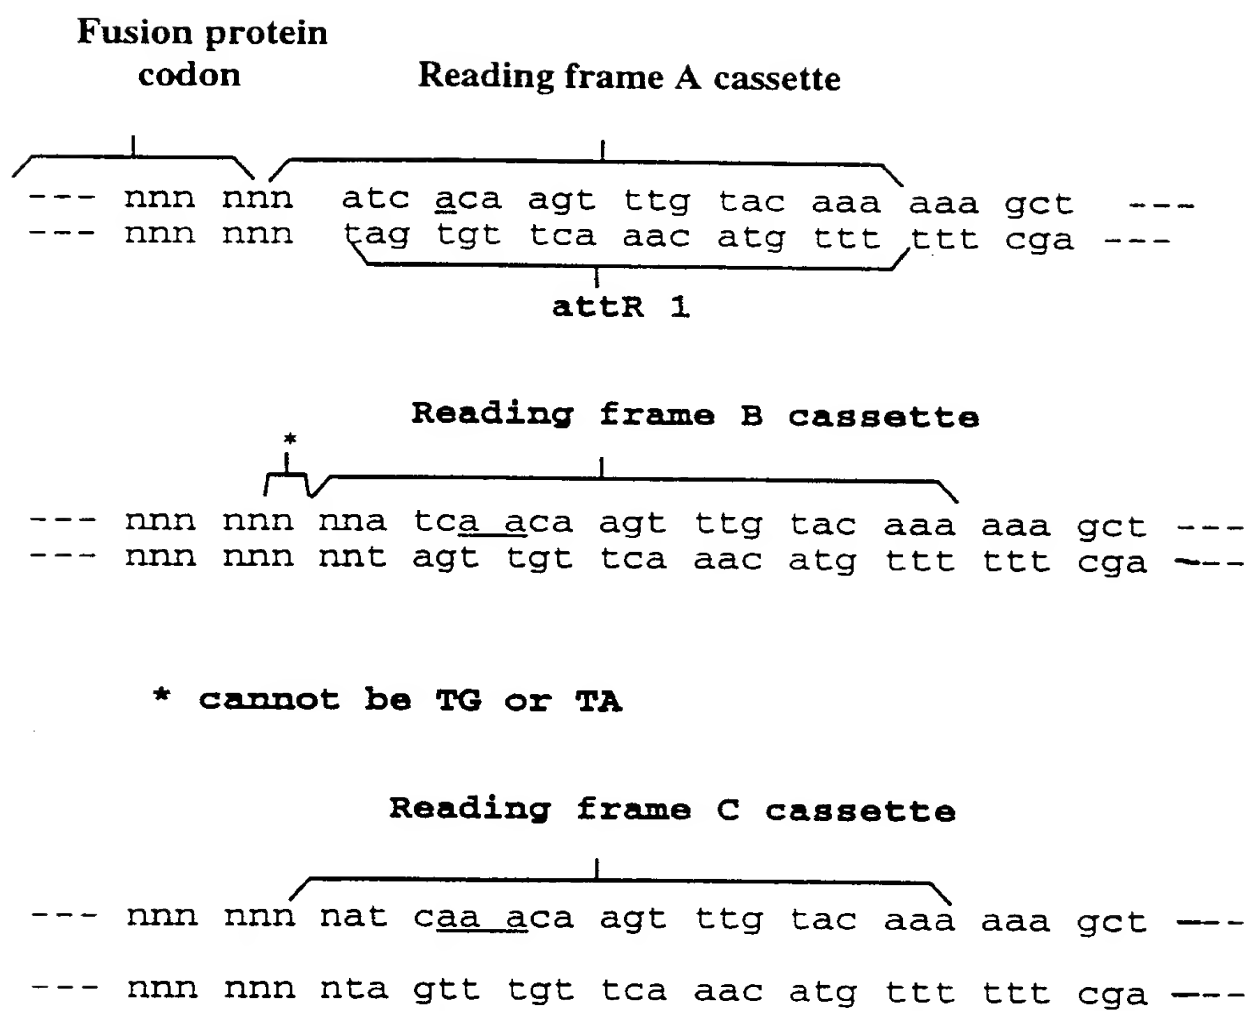 Fusion protein
codon
Reading frame A cassette
--- nnn nnn atc aca agt ttg tac aaa aaa gct ---
--- nnn nnn tag tgt tca aac atg ttt ttt cga ---
attR 1
Reading frame B cassette
*
--- nnn nnn nna tca aca agt ttg tac aaa aaa gct ---
--- nnn nnn nnt agt tgt tca aac atg ttt ttt cga ---
* cannot be TG or TA
Reading frame C cassette
--- nnn nnn nat caa aca agt ttg tac aaa aaa gct ---
--- nnn nnn nta gtt tgt tca aac atg ttt ttt cga ---